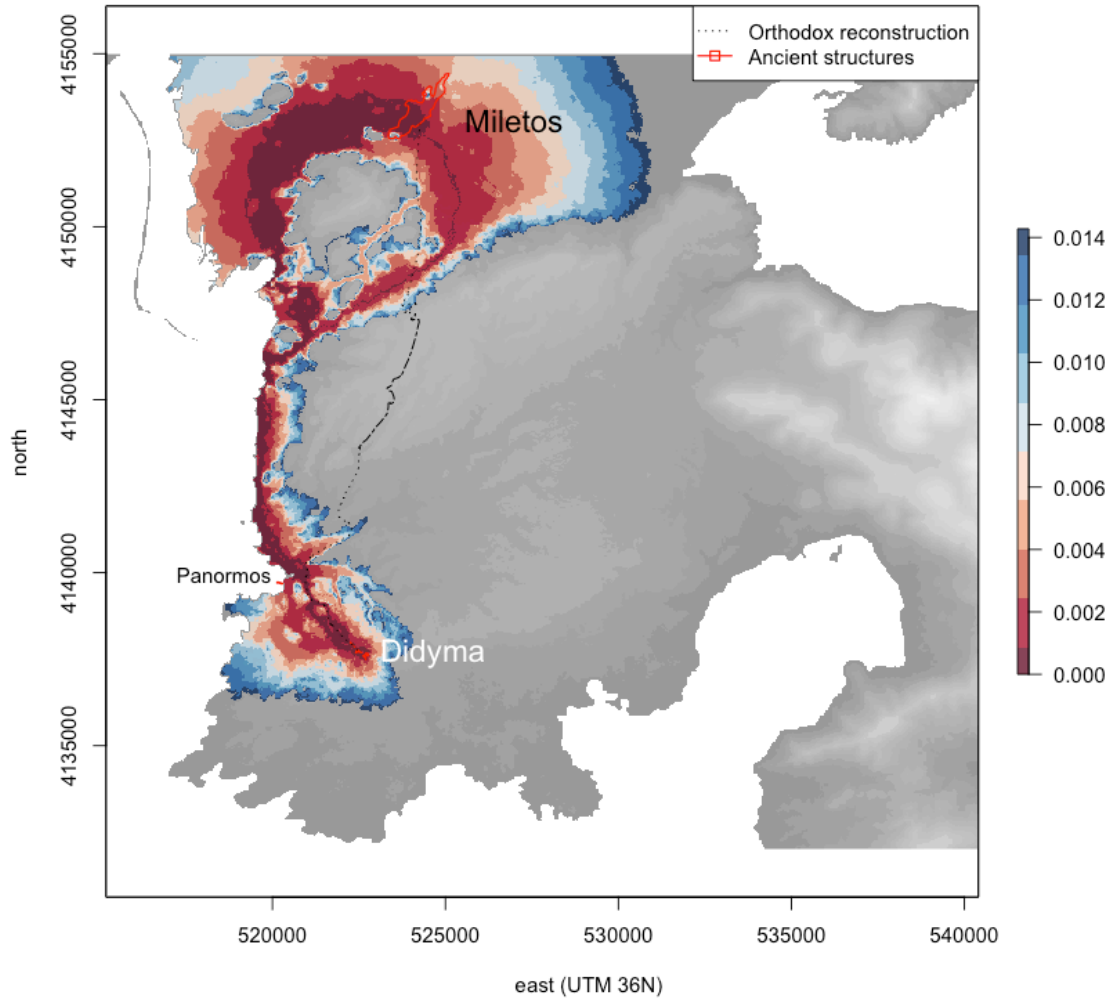 Orthodox reconstruction
Ancient structures
4155000
4150000
4145000
4140000
4135000
north
Miletos
Panormos
Didyma
0.014
0.012
0.010
0.008
0.006
0.004
0.002
0.000
520000
525000
530000
535000
540000
east (UTM 36N)